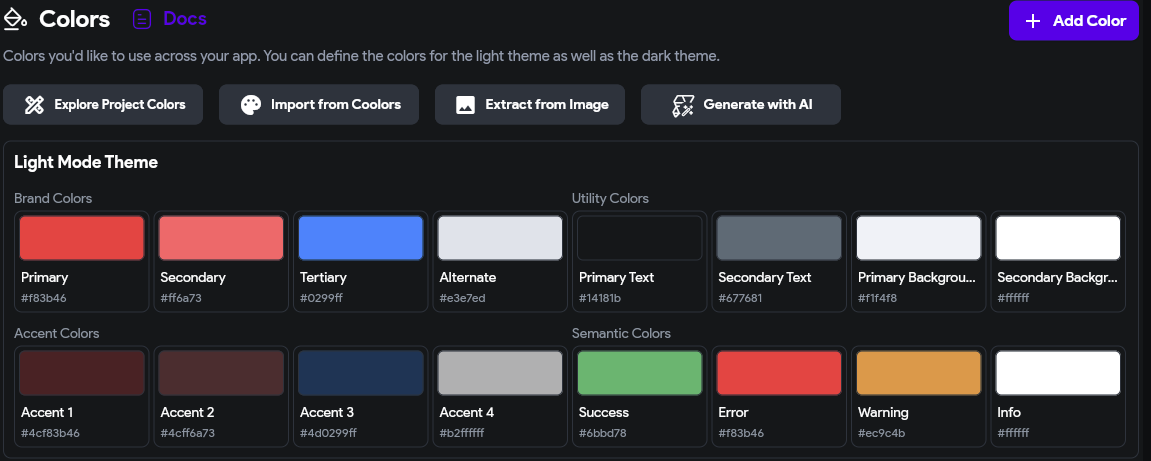 Colors Docs
Add Color
Colors you'd like to use across your app. You can define the colors for the light theme as well as the dark theme.
Explore Project Colors Import from Coolors Extract from Image Generate with AI
Light Mode Theme
Brand Colors Utility Colors
Primary Secondary Tertiary Alternate Primary Text Secondary Text Primary Backgrou... Secondary Backgr...
#f83b46 #ff6a73 #0299ff #e3e7ed #14181b #677681 #f1f4f8 #ffffff
Accent Colors Semantic Colors
Accent 1 Accent 2 Accent 3 Accent 4 Success Error Warning Info
#4cf83b46 #4cff6a73 #4d0299ff #b2ffffff #6bbd78 #f83b46 #ec9c4b #ffffff